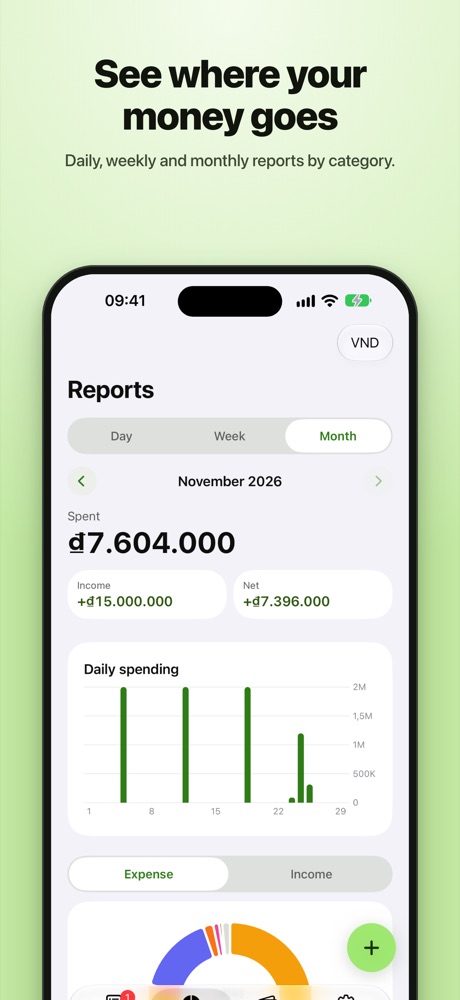 See where your
money goes
Daily, weekly and monthly reports by category.
09:41
VND
Reports
Day Week Month
November 2026
Spent
₫7.604.000
Income Net
+₫15.000.000 +₫7.396.000
Daily spending
2M
1,5M
1M
500K
0
1 8 15 22 29
Expense Income
+
1